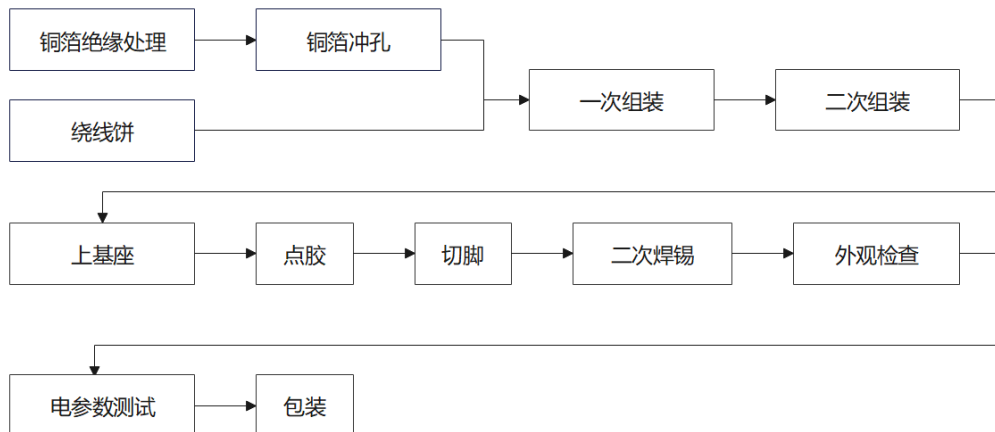 铜箔绝缘处理
铜箔冲孔
绕线饼
一次组装
二次组装
上基座
点胶
切脚
二次焊锡
外观检查
电参数测试
包装